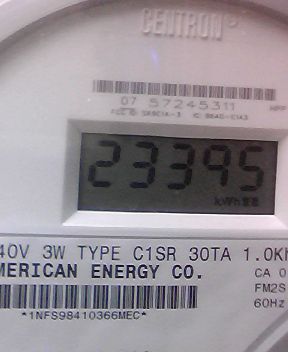 CENTRON
07 57245311
23395
kWh
40V 3W TYPE C1SR 30TA 1.0Kh
MERICAN ENERGY CO.
CA 0
FM2S
60Hz
*1NFS98410366MEC*